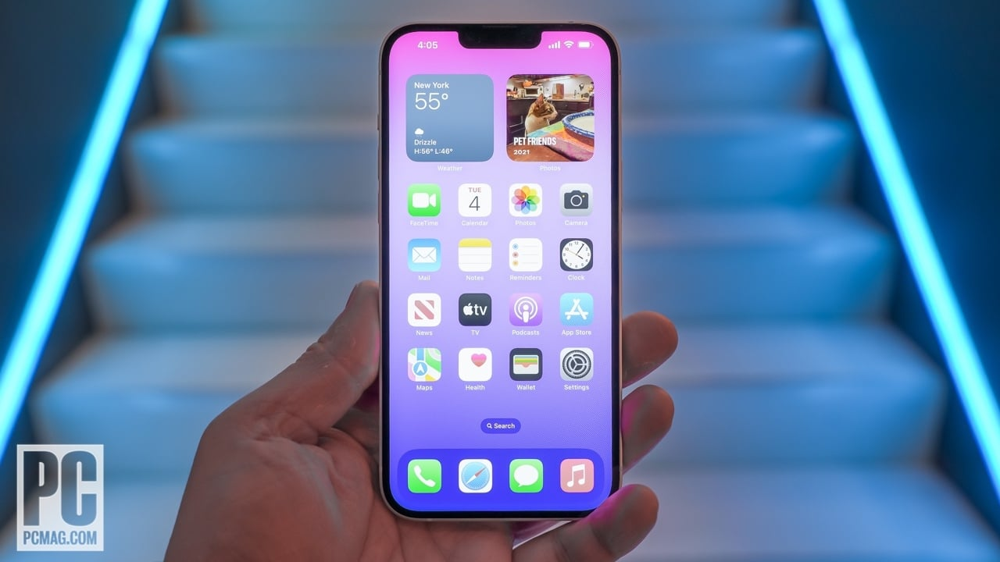 4:05
New York
55°
Drizzle
H:56° L:46°
Weather
PET FRIENDS
2021
Photos
FaceTime
TUE
4
Calendar
Photos
Camera
Mail
Notes
Reminders
Clock
News
tv
TV
Podcasts
App Store
Maps
Health
Wallet
Settings
Search
PC
PCMAG.COM